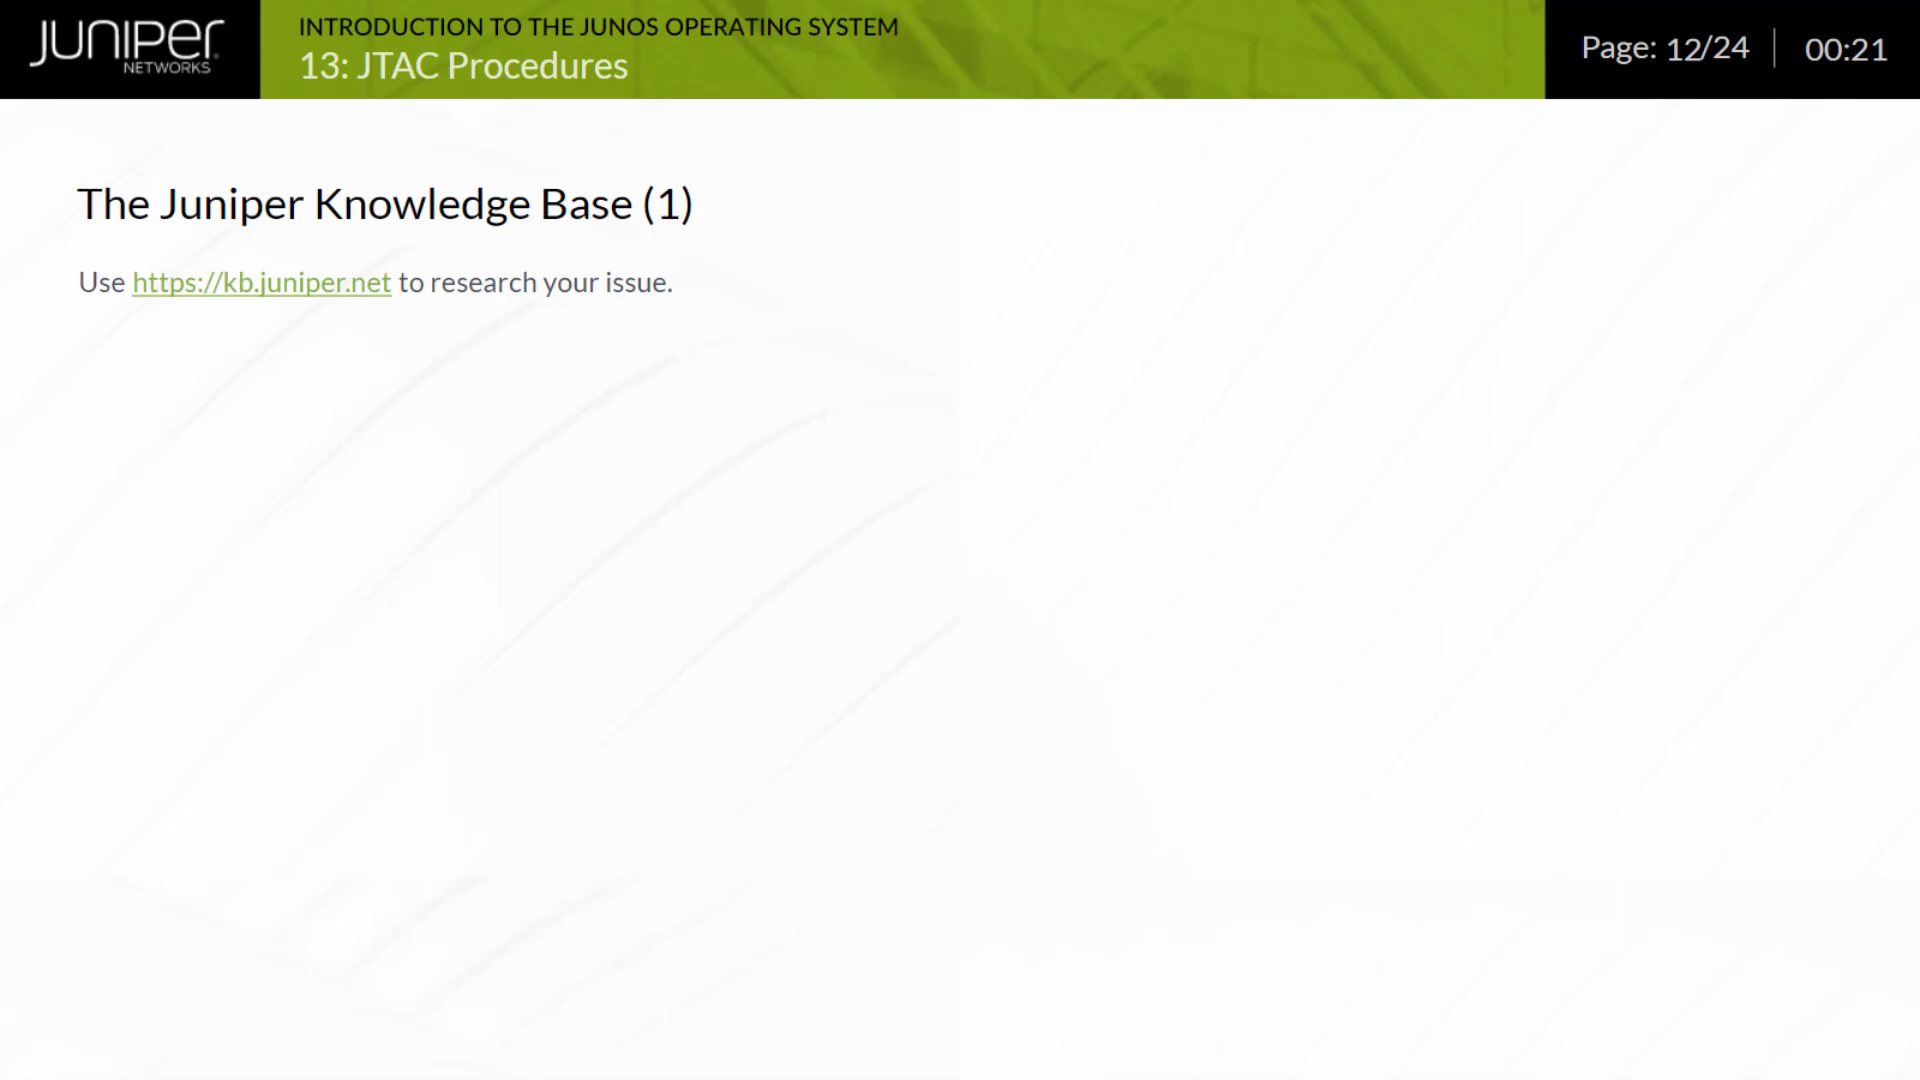 JUNIPER
NETWORKS
INTRODUCTION TO THE JUNOS OPERATING SYSTEM
13: JTAC Procedures
Page: 12/24
00:21
The Juniper Knowledge Base (1)
Use https://kb.juniper.net to research your issue.